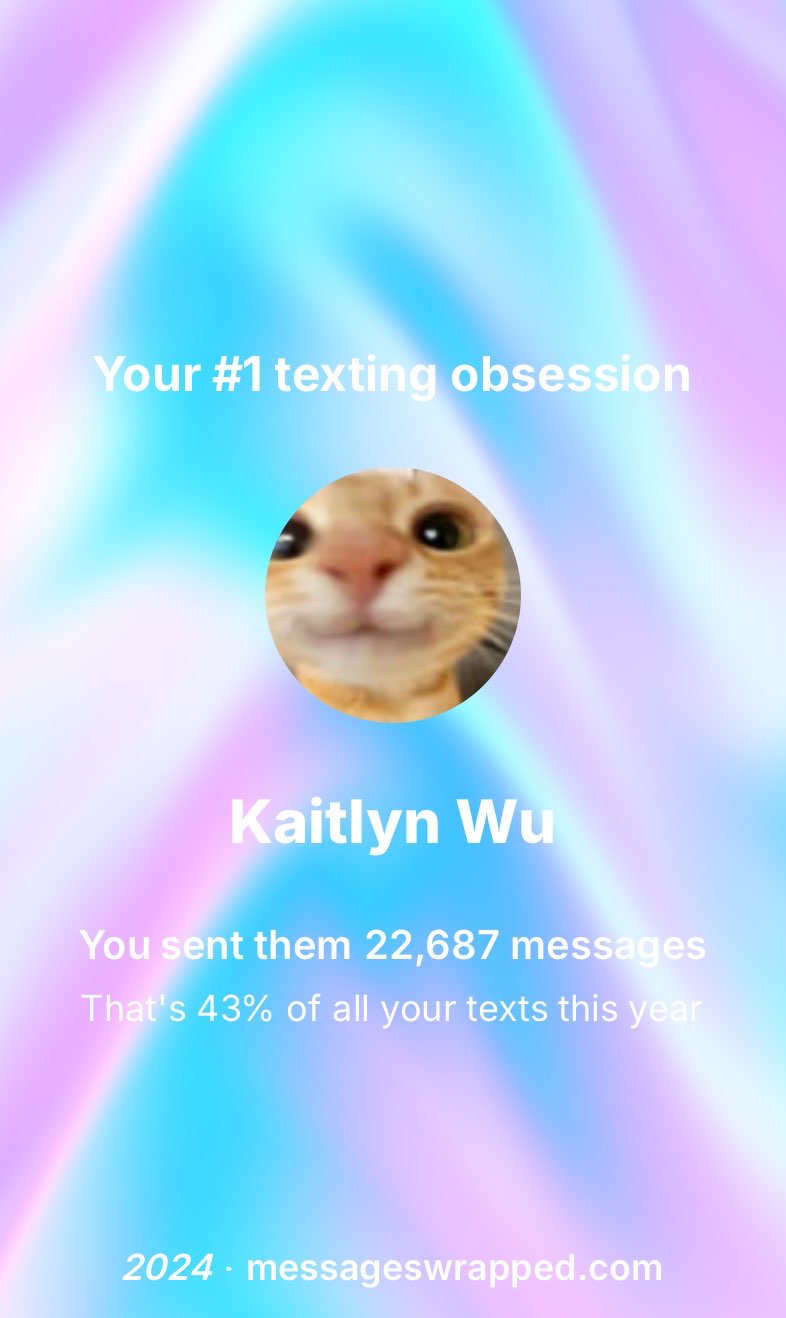 Your #1 texting obsession
Kaitlyn Wu
You sent them 22,687 messages
That's 43% of all your texts this year
2024 · messageswrapped.com